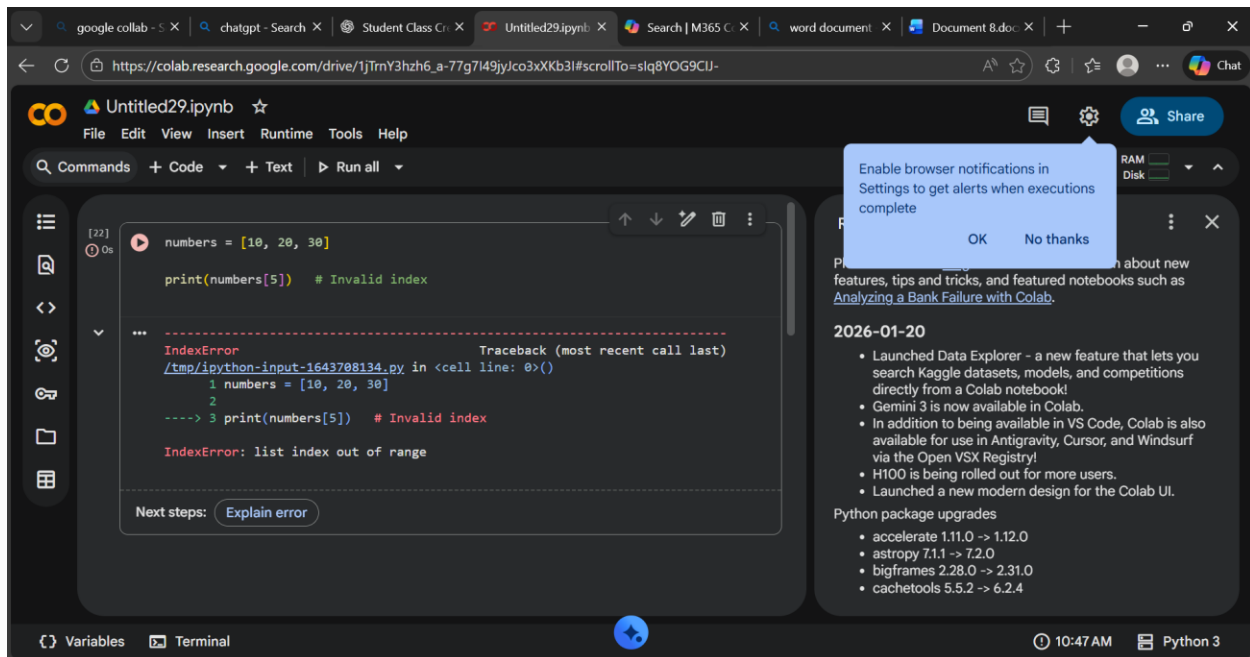 google collab - S
chatgpt - Search
Student Class Cre
Untitled29.ipynb
Search | M365 Co
word document
Document 8.doc
https://colab.research.google.com/drive/1jTrnY3hzh6_a-77g7I49jyJco3xXKb3I#scrollTo=sIq8YOG9CIJ-
Chat
CO
Untitled29.ipynb
File Edit View Insert Runtime Tools Help
Share
Commands + Code + Text Run all
RAM
Disk
Enable browser notifications in
Settings to get alerts when executions
complete
OK No thanks
[22]
0s
numbers = [10, 20, 30]
print(numbers[5]) # Invalid index
IndexError Traceback (most recent call last)
/tmp/ipython-input-1643708134.py in <cell line: 0>()
1 numbers = [10, 20, 30]
2
----> 3 print(numbers[5]) # Invalid index
IndexError: list index out of range
Next steps: Explain error
about new
features, tips and tricks, and featured notebooks such as
Analyzing a Bank Failure with Colab.
2026-01-20
• Launched Data Explorer - a new feature that lets you
search Kaggle datasets, models, and competitions
directly from a Colab notebook!
• Gemini 3 is now available in Colab.
• In addition to being available in VS Code, Colab is also
available for use in Antigravity, Cursor, and Windsurf
via the Open VSX Registry!
• H100 is being rolled out for more users.
• Launched a new modern design for the Colab UI.
Python package upgrades
• accelerate 1.11.0 -> 1.12.0
• astropy 7.1.1 -> 7.2.0
• bigframes 2.28.0 -> 2.31.0
• cachetools 5.5.2 -> 6.2.4
{} Variables Terminal
10:47 AM Python 3